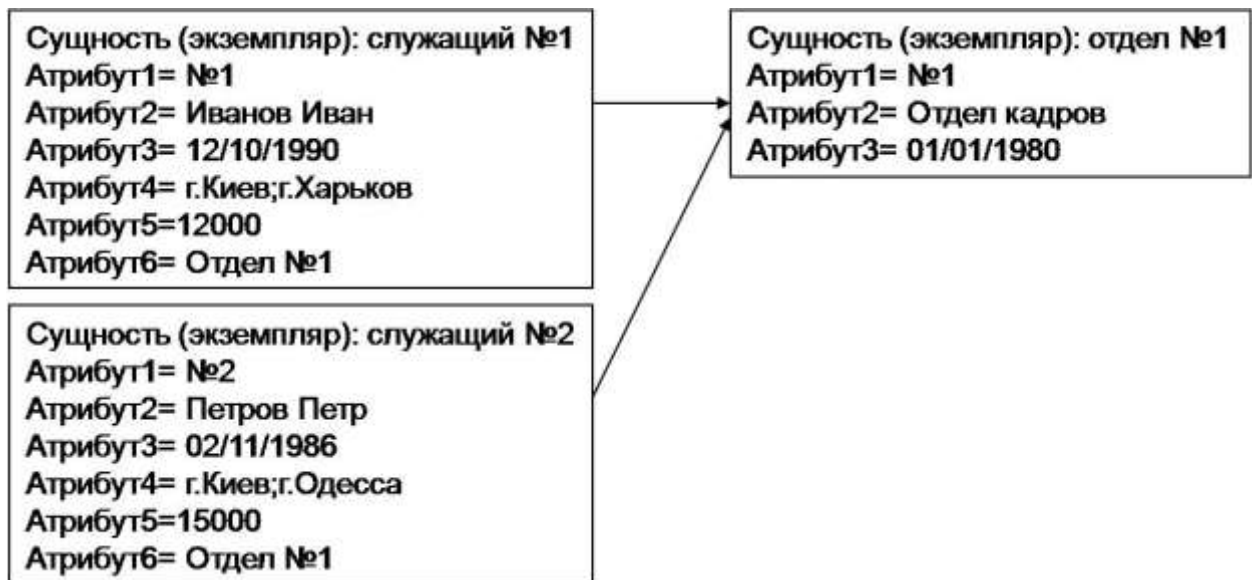 Сущность (экземпляр): служащий №1
Атрибут1= №1
Атрибут2= Иванов Иван
Атрибут3= 12/10/1990
Атрибут4= г.Киев;г.Харьков
Атрибут5=12000
Атрибут6= Отдел №1
Сущность (экземпляр): отдел №1
Атрибут1= №1
Атрибут2= Отдел кадров
Атрибут3= 01/01/1980
Сущность (экземпляр): служащий №2
Атрибут1= №2
Атрибут2= Петров Петр
Атрибут3= 02/11/1986
Атрибут4= г.Киев;г.Одесса
Атрибут5=15000
Атрибут6= Отдел №1